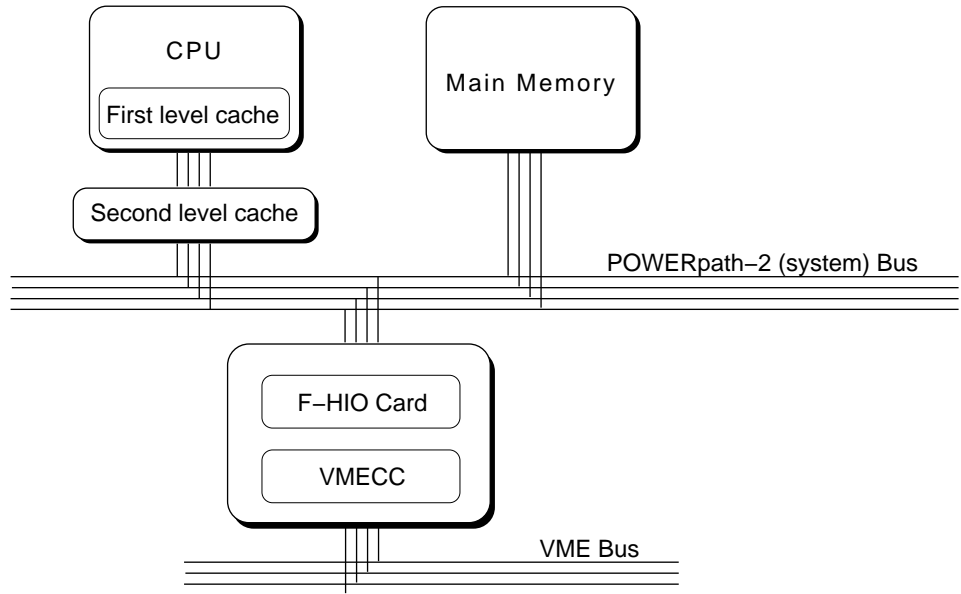 CPU
First level cache
Main Memory
Second level cache
POWERpath−2 (system) Bus
F−HIO Card
VMECC
VME Bus